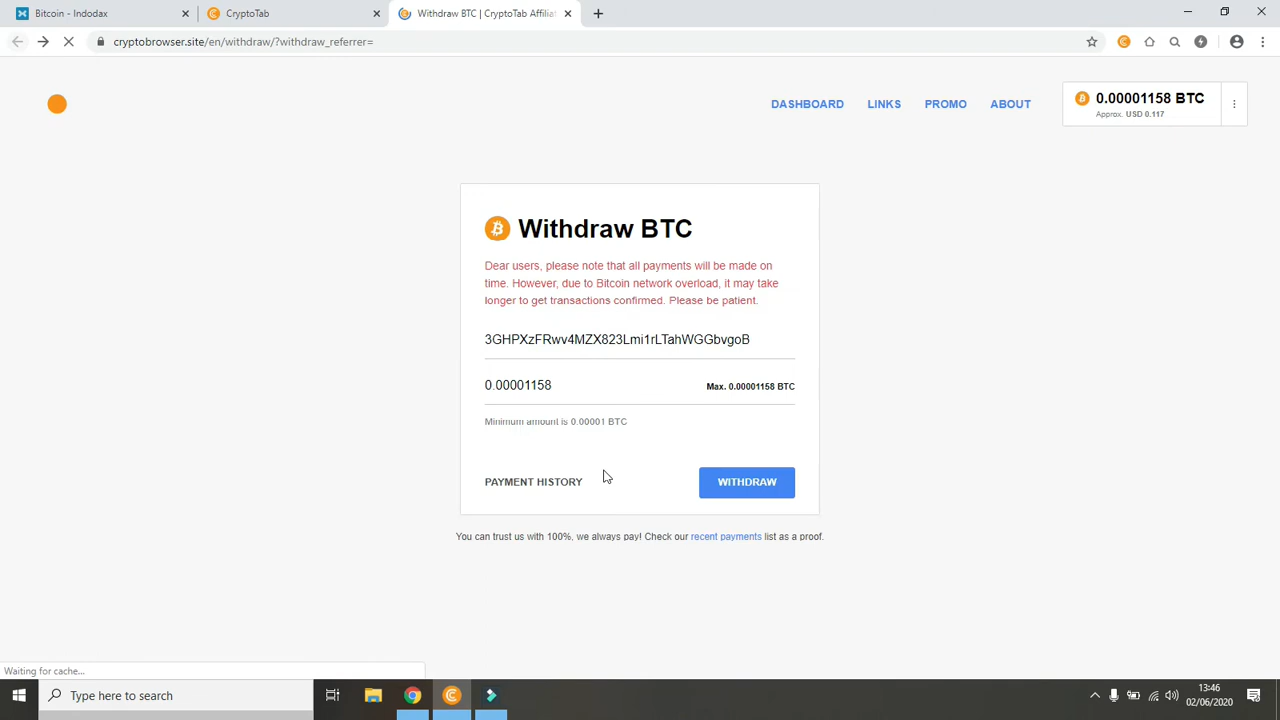 Bitcoin - Indodax
CryptoTab
Withdraw BTC | CryptoTab Affiliat
cryptobrowser.site/en/withdraw/?withdraw_referrer=
DASHBOARD LINKS PROMO ABOUT
0.00001158 BTC
Approx. USD 0.117
Withdraw BTC
Dear users, please note that all payments will be made on
time. However, due to Bitcoin network overload, it may take
longer to get transactions confirmed. Please be patient.
3GHPXzFRwv4MZX823Lmi1rLTahWGGbvgoB
0.00001158 Max. 0.00001158 BTC
Minimum amount is 0.00001 BTC
PAYMENT HISTORY WITHDRAW
You can trust us with 100%, we always pay! Check our recent payments list as a proof.
Waiting for cache...
Type here to search
13:46
02/06/2020